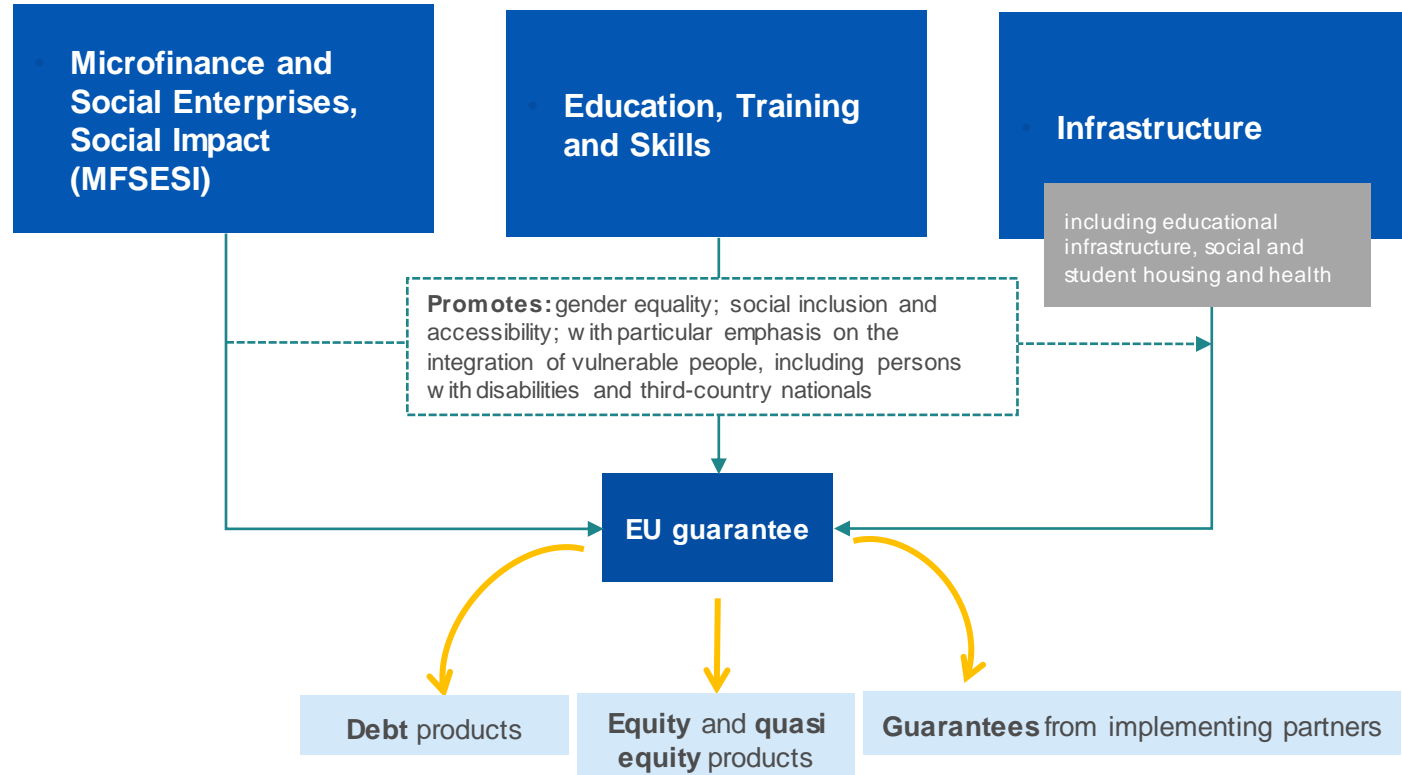 Microfinance and
Social Enterprises,
Social Impact
(MFSESI)
Education, Training
and Skills
Infrastructure
including educational
infrastructure, social and
student housing and health
Promotes: gender equality; social inclusion and
accessibility; with particular emphasis on the
integration of vulnerable people, including persons
with disabilities and third-country nationals
EU guarantee
Debt products
Equity and quasi
equity products
Guarantees from implementing partners